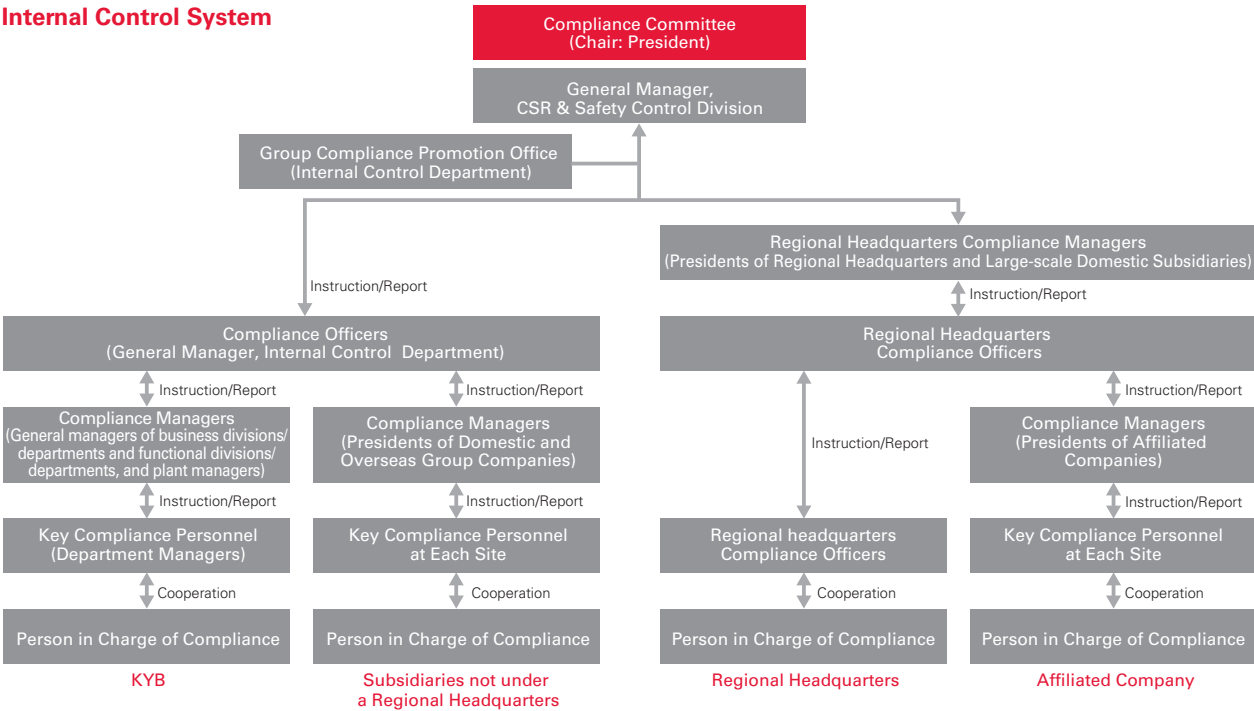 Internal Control System
Compliance Committee
(Chair: President)
General Manager,
CSR & Safety Control Division
Group Compliance Promotion Office
(Internal Control Department)
Regional Headquarters Compliance Managers
(Presidents of Regional Headquarters and Large-scale Domestic Subsidiaries)
Instruction/Report
Instruction/Report
Compliance Officers
(General Manager, Internal Control Department)
Regional Headquarters
Compliance Officers
Instruction/Report
Instruction/Report
Instruction/Report
Compliance Managers
(General managers of business divisions/
departments and functional divisions/
departments, and plant managers)
Compliance Managers
(Presidents of Domestic and
Overseas Group Companies)
Instruction/Report
Compliance Managers
(Presidents of Affiliated
Companies)
Instruction/Report
Instruction/Report
Instruction/Report
Key Compliance Personnel
(Department Managers)
Key Compliance Personnel
at Each Site
Regional headquarters
Compliance Officers
Key Compliance Personnel
at Each Site
Cooperation
Cooperation
Cooperation
Cooperation
Person in Charge of Compliance
Person in Charge of Compliance
Person in Charge of Compliance
Person in Charge of Compliance
KYB
Subsidiaries not under
a Regional Headquarters
Regional Headquarters
Affiliated Company